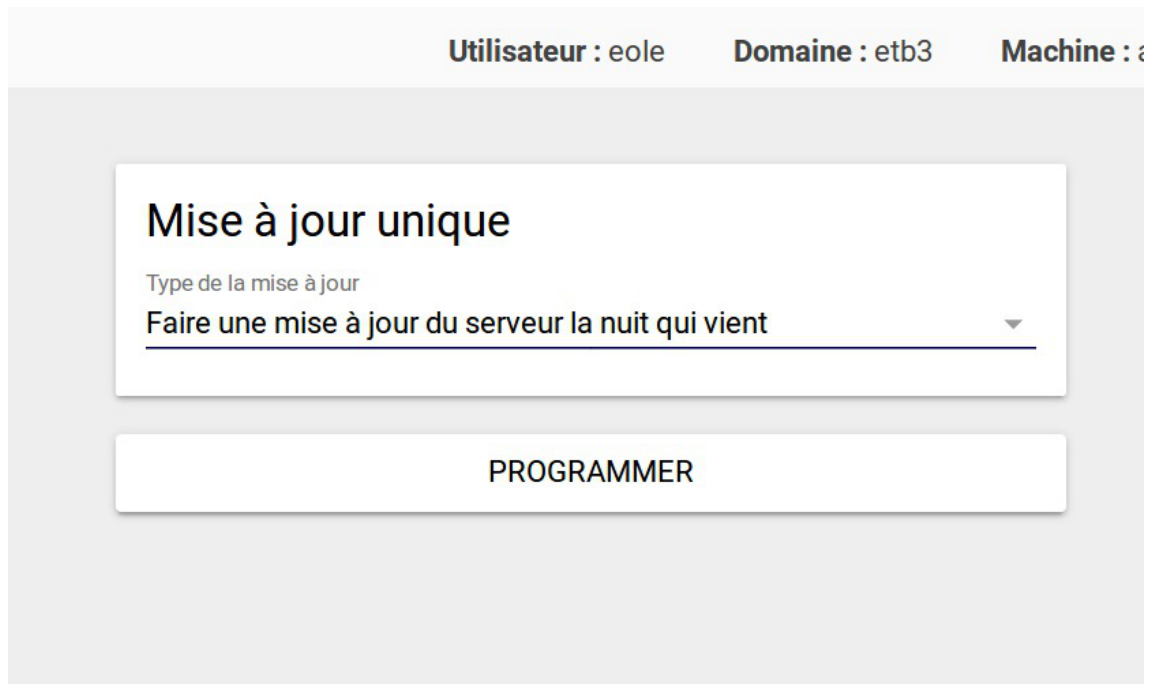 Utilisateur : eole Domaine : etb3 Machine :
Mise à jour unique
Type de la mise à jour
Faire une mise à jour du serveur la nuit qui vient
PROGRAMMER